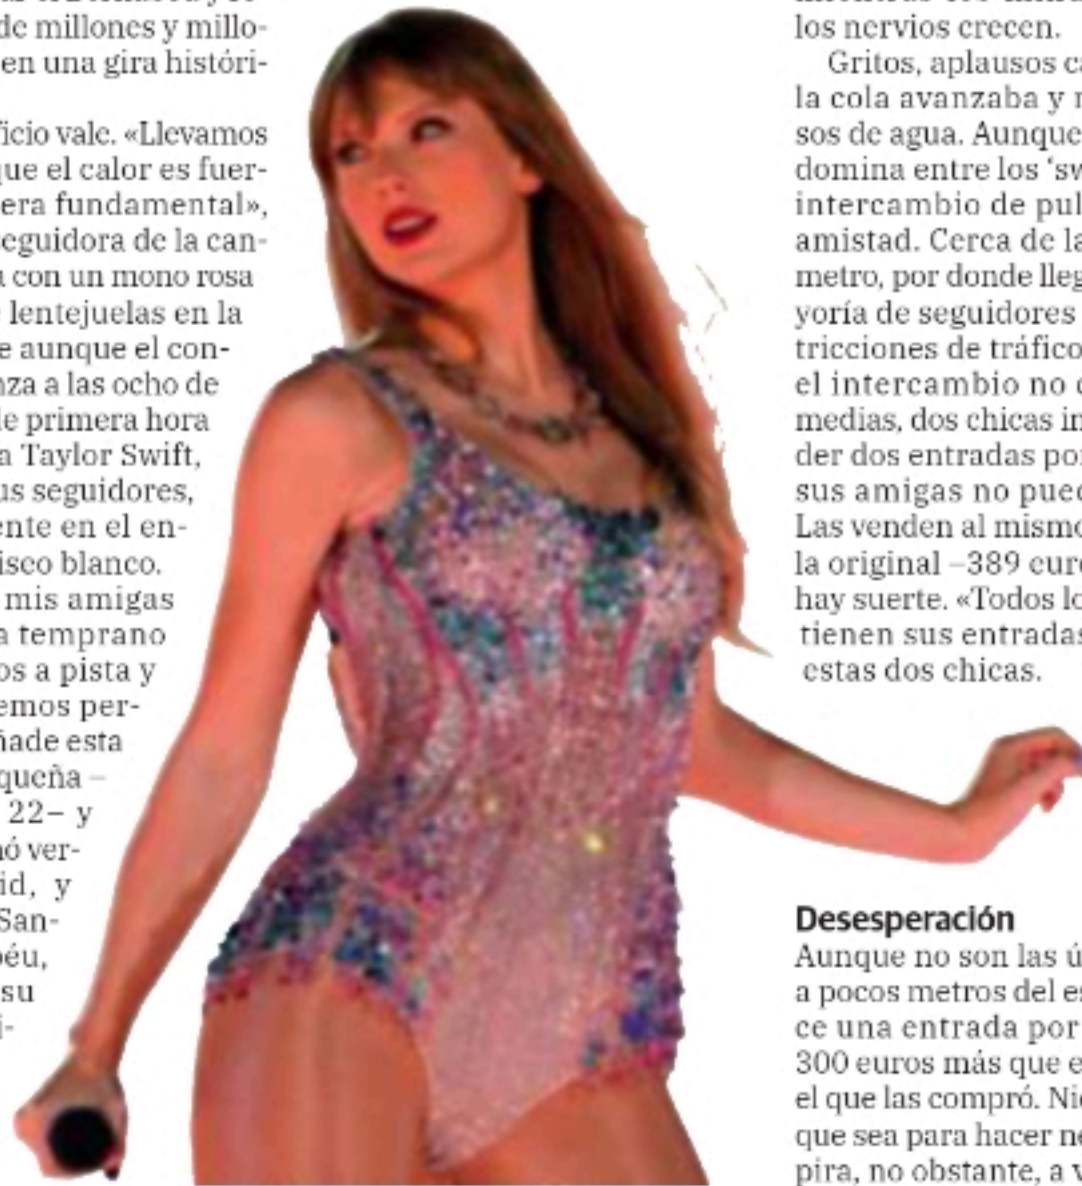 de millones y millo-
en una gira históri-
ficio vale. «Llevamos
que el calor es fuer-
era fundamental»,
seguidora de la can-
a con un mono rosa
lentejuelas en la
e aunque el con-
nza a las ocho de
de primera hora
a Taylor Swift,
us seguidores,
ente en el en-
isco blanco.
mis amigas
a temprano
os a pista y
emos per-
ñade esta
queña –
22– y
ó ver-
id, y
San-
béu,
su
i-
los nervios crecen.
Gritos, aplausos ca
la cola avanzaba y
sos de agua. Aunque
domina entre los ‘sw
intercambio de pul
amistad. Cerca de la
metro, por donde lleg
yoría de seguidores
tricciones de tráfico
el intercambio no
medias, dos chicas in
der dos entradas por
sus amigas no pued
Las venden al mismo
la original –389 euro
hay suerte. «Todos lo
tienen sus entradas
estas dos chicas.
Desesperación
Aunque no son las ú
a pocos metros del es
ce una entrada por
300 euros más que e
el que las compró. Ni
que sea para hacer ne
pira, no obstante, a v